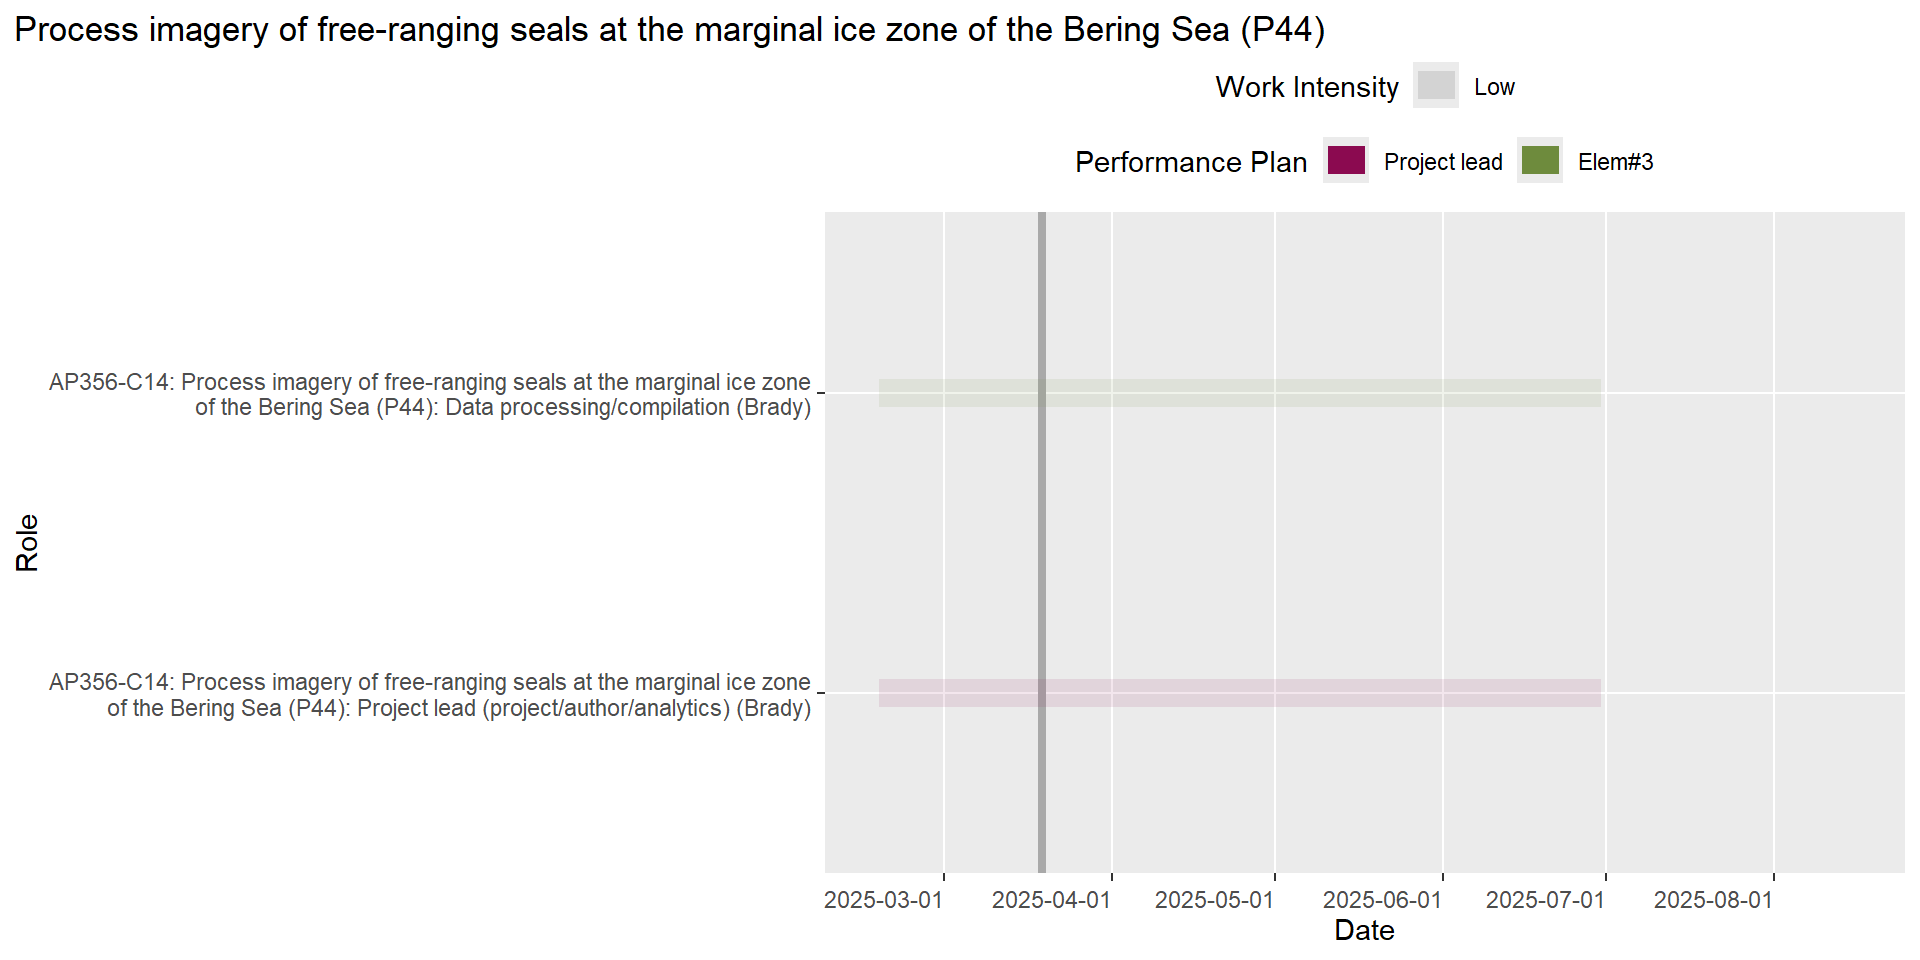 Process imagery of free-ranging seals at the marginal ice zone of the Bering Sea (P44)
Work Intensity Low
Performance Plan Project lead Elem#3
AP356-C14: Process imagery of free-ranging seals at the marginal ice zone
of the Bering Sea (P44): Data processing/compilation (Brady)
Role
AP356-C14: Process imagery of free-ranging seals at the marginal ice zone
of the Bering Sea (P44): Project lead (project/author/analytics) (Brady)
2025-03-01 2025-04-01 2025-05-01 2025-06-01 2025-07-01 2025-08-01
Date